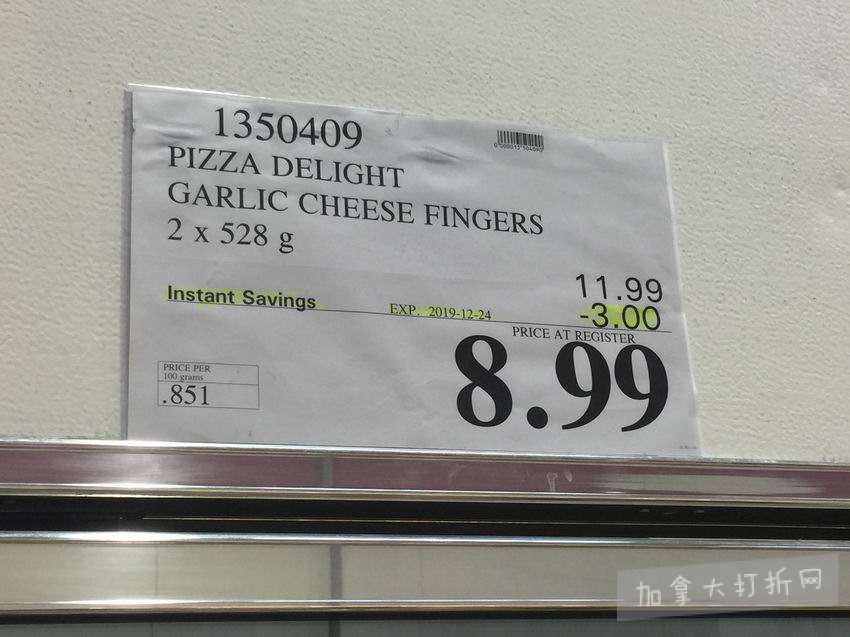 1350409
PIZZA DELIGHT
GARLIC CHEESE FINGERS
2 x 528 g
11.99
Instant Savings EXP. 2019-12-24 -3.00
PRICE AT REGISTER
8.99
PRICE PER
100 grams
.851
加拿大打折网